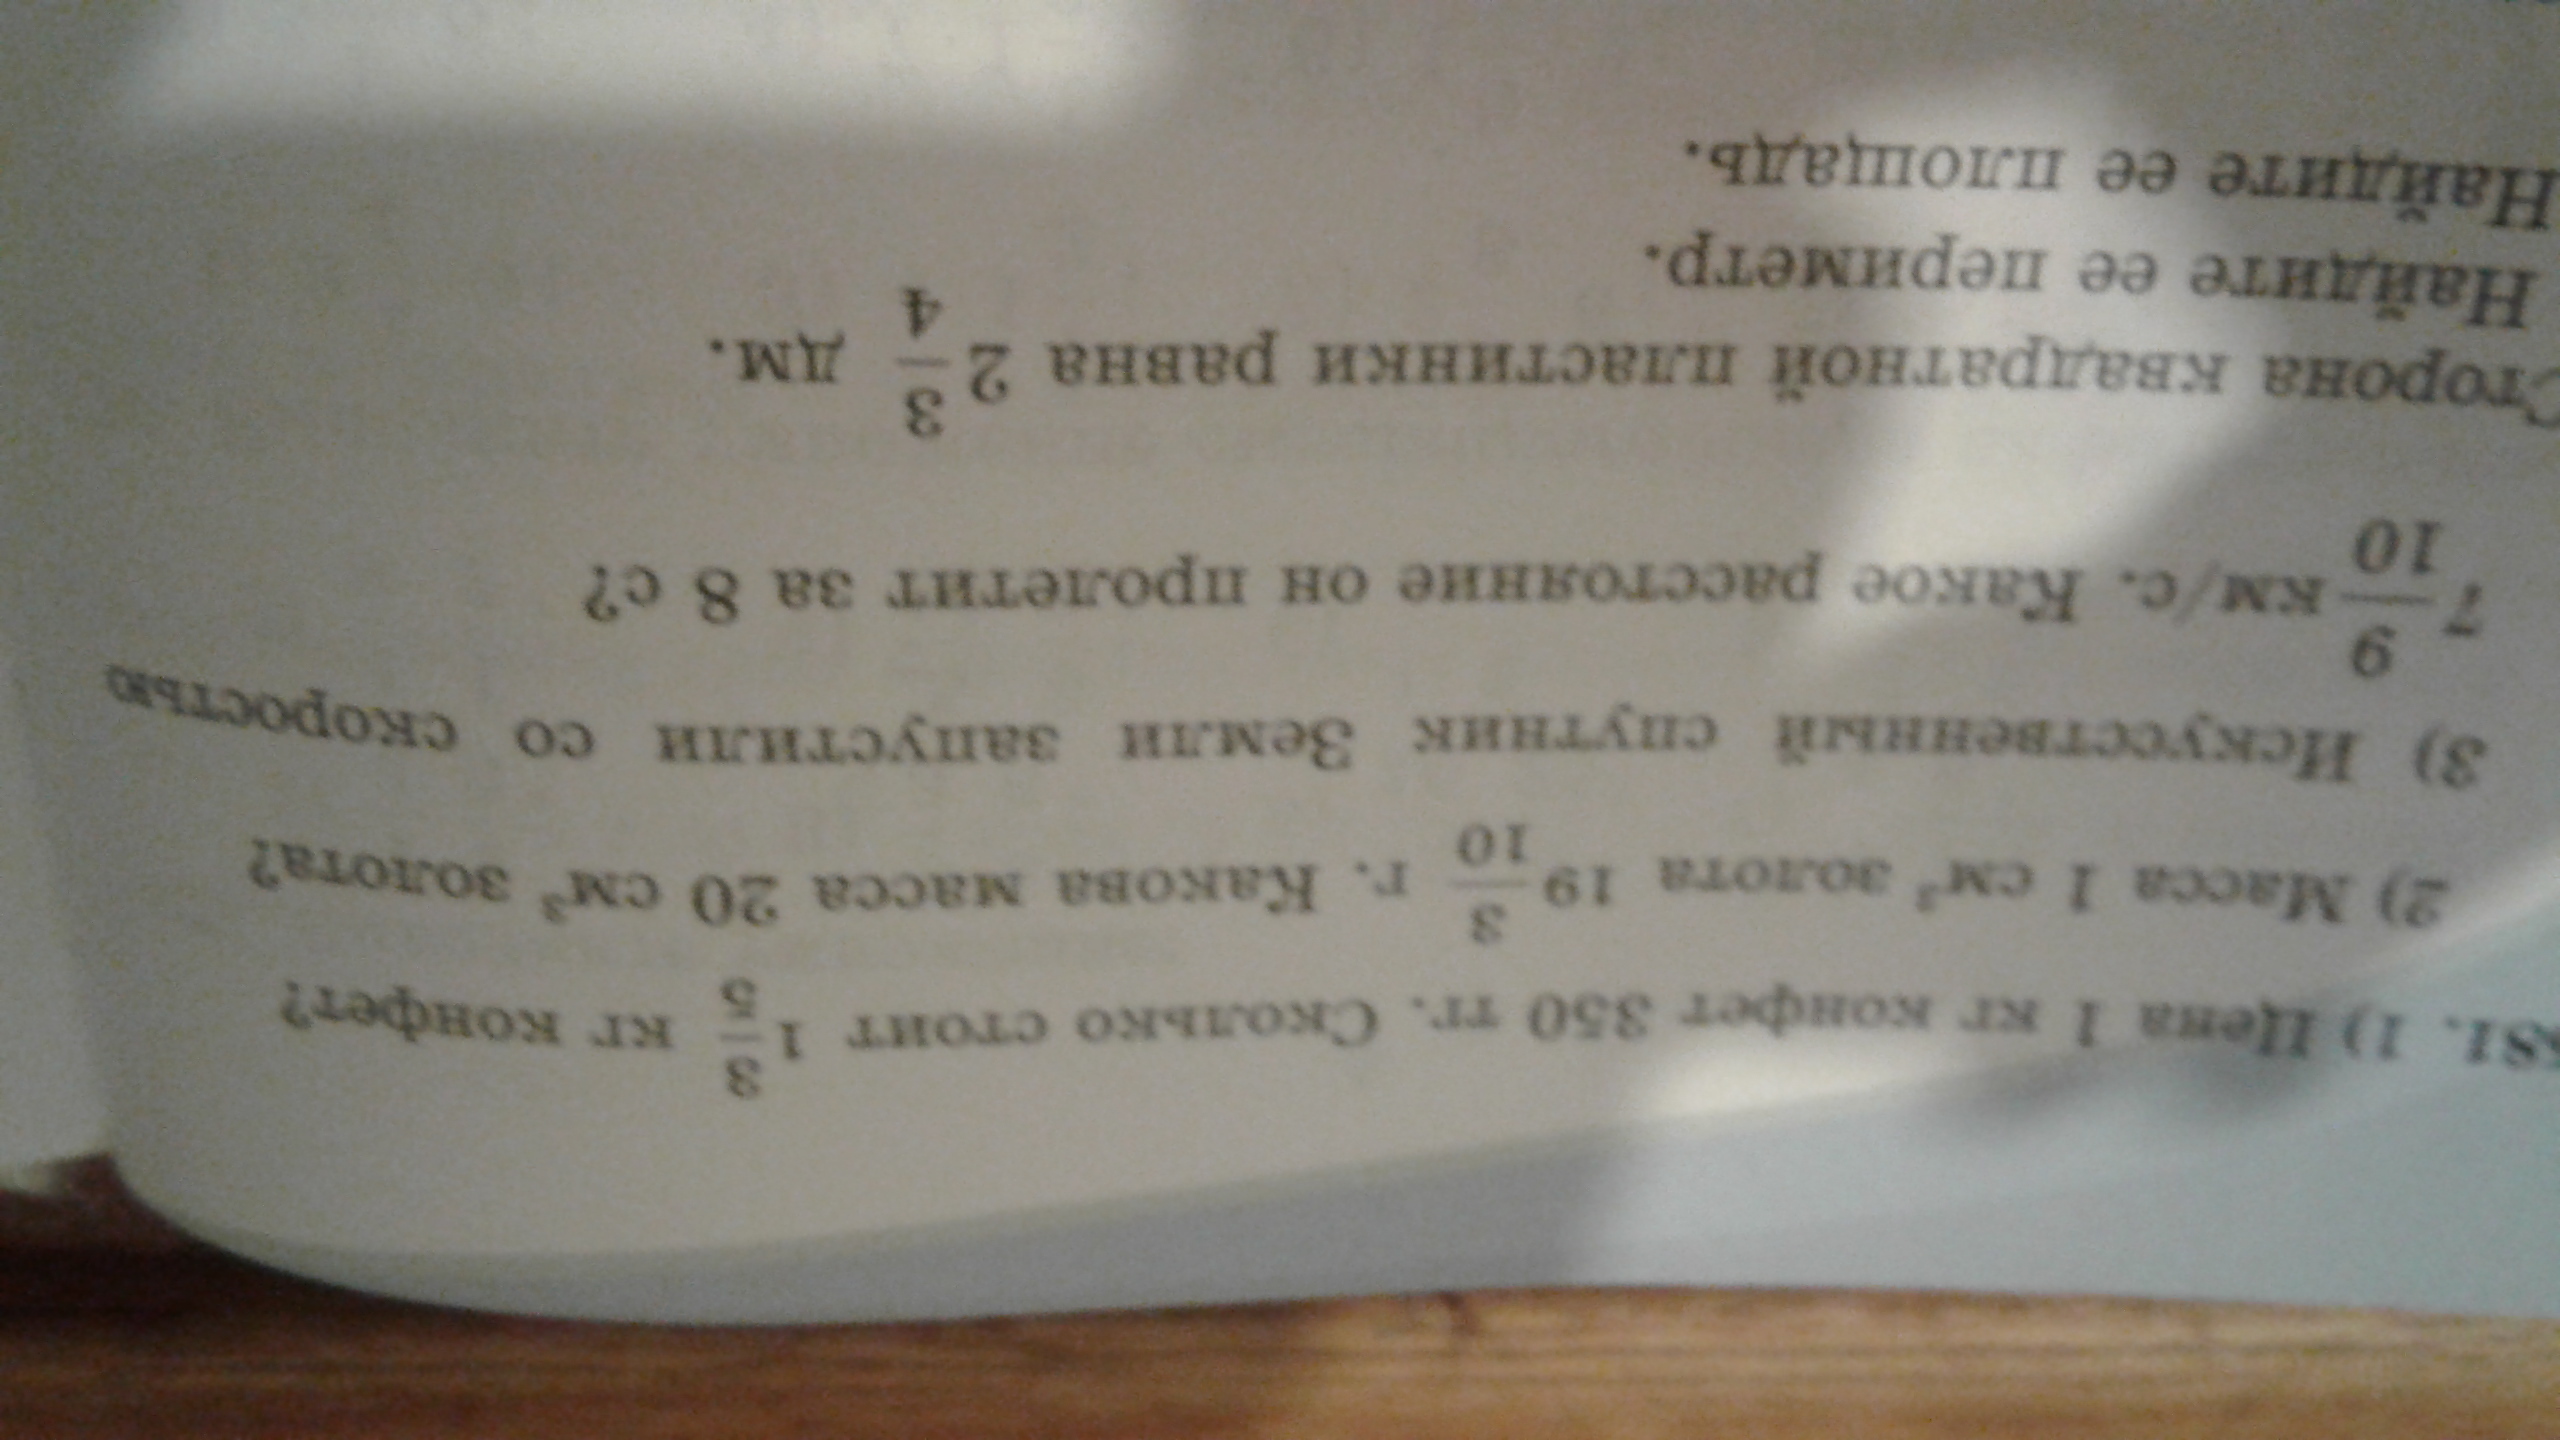 81. 1) Цена 1 кг конфет 350 тг. Сколько стоит 1 3/5 кг конфет?
2) Масса 1 см³ золота 19 3/10 г. Какова масса 20 см³ золота?
3) Искусственный спутник Земли запустили со скоростью
7 9/10 км/с. Какое расстояние он пролетит за 8 с?
Сторона квадратной пластинки равна 2 3/4 дм.
Найдите ее периметр.
Найдите ее площадь.